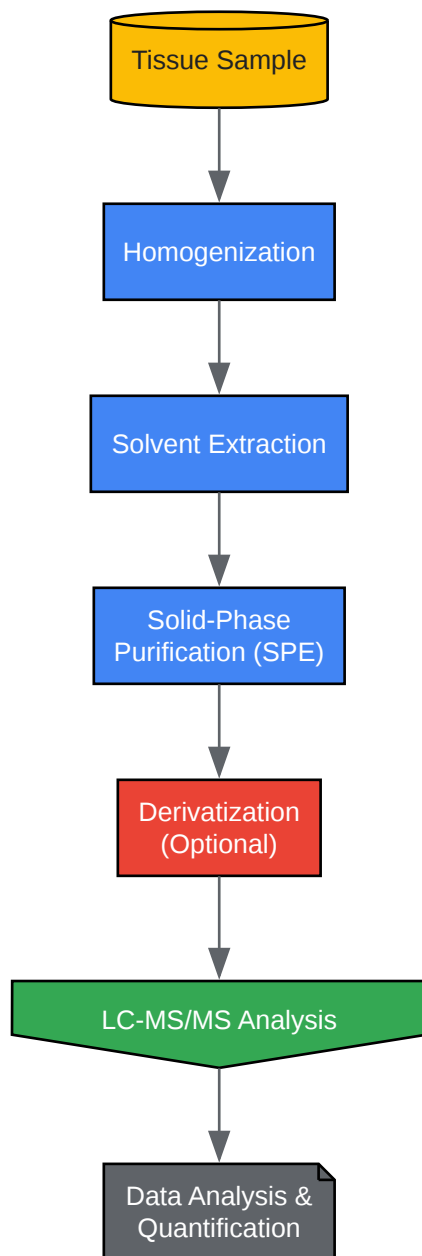 Tissue Sample
Homogenization
Solvent Extraction
Solid-Phase
Purification (SPE)
Derivatization
(Optional)
LC-MS/MS Analysis
Data Analysis &
Quantification